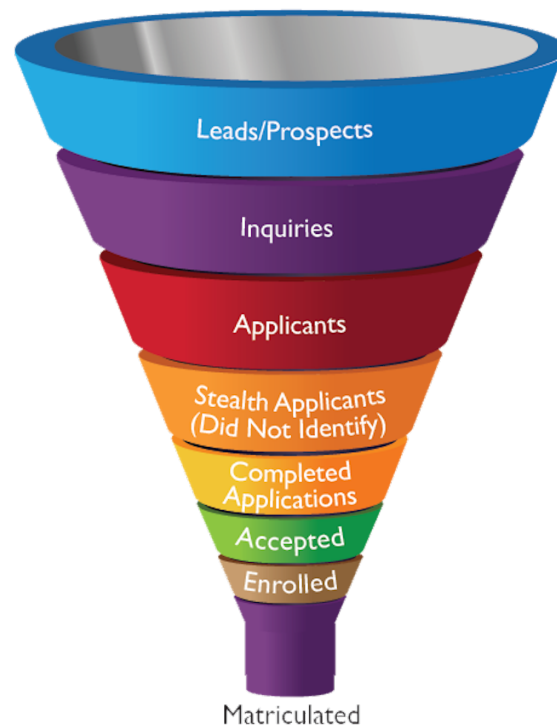 Leads/Prospects
Inquiries
Applicants
Stealth Applicants
(Did Not Identify)
Completed
Applications
Accepted
Enrolled
Matriculated